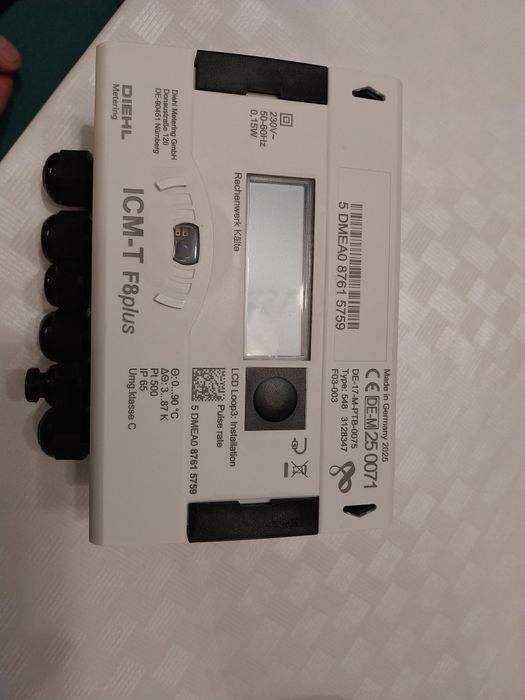 5 DMEA0 8761 5759
Made in Germany 2025
CE DE-M 25 0071
DE-17-M-PTB-0075
Type: 548 3128347
F03-003
230V~
50-60Hz
0,15W
Rechenwerk Kälte
LCD Loop3: Installation
Pulse rate
5 DMEA0 8761 5759
Diehl Metering GmbH
Donaustraße 120
DE-90451 Nürnberg
DIEHL
Metering
ICM-T F8plus
Θ: 0...90 °C
ΔΘ: 3...87 K
Pt 500
IP 65
Umg.klasse C